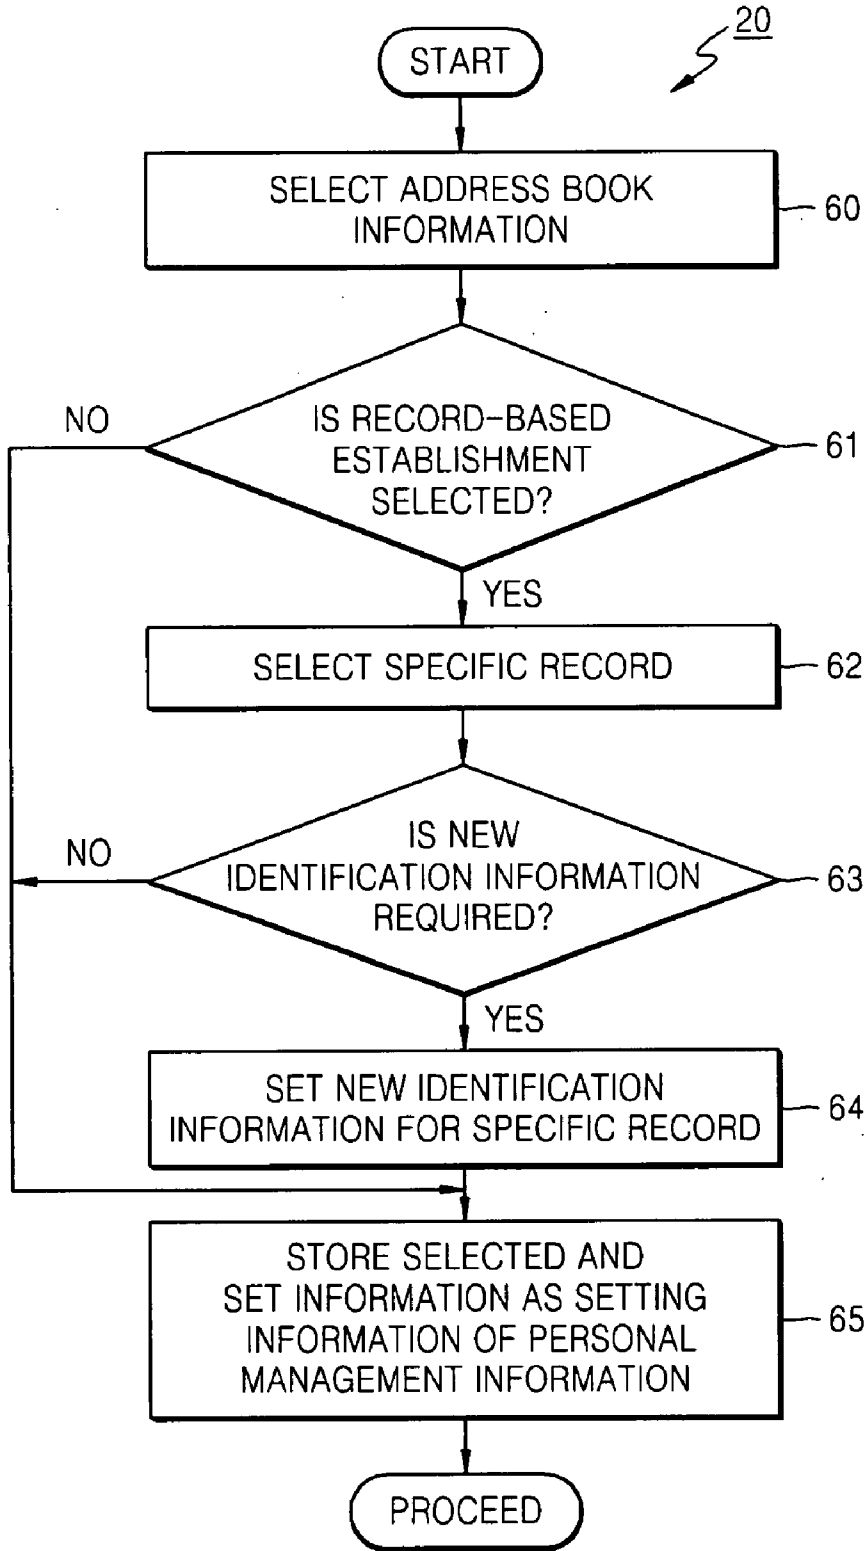 20
START
SELECT ADDRESS BOOK
INFORMATION
60
IS RECORD-BASED
ESTABLISHMENT
SELECTED?
61
NO
YES
SELECT SPECIFIC RECORD
62
IS NEW
IDENTIFICATION INFORMATION
REQUIRED?
63
NO
YES
SET NEW IDENTIFICATION
INFORMATION FOR SPECIFIC RECORD
64
STORE SELECTED AND
SET INFORMATION AS SETTING
INFORMATION OF PERSONAL
MANAGEMENT INFORMATION
65
PROCEED